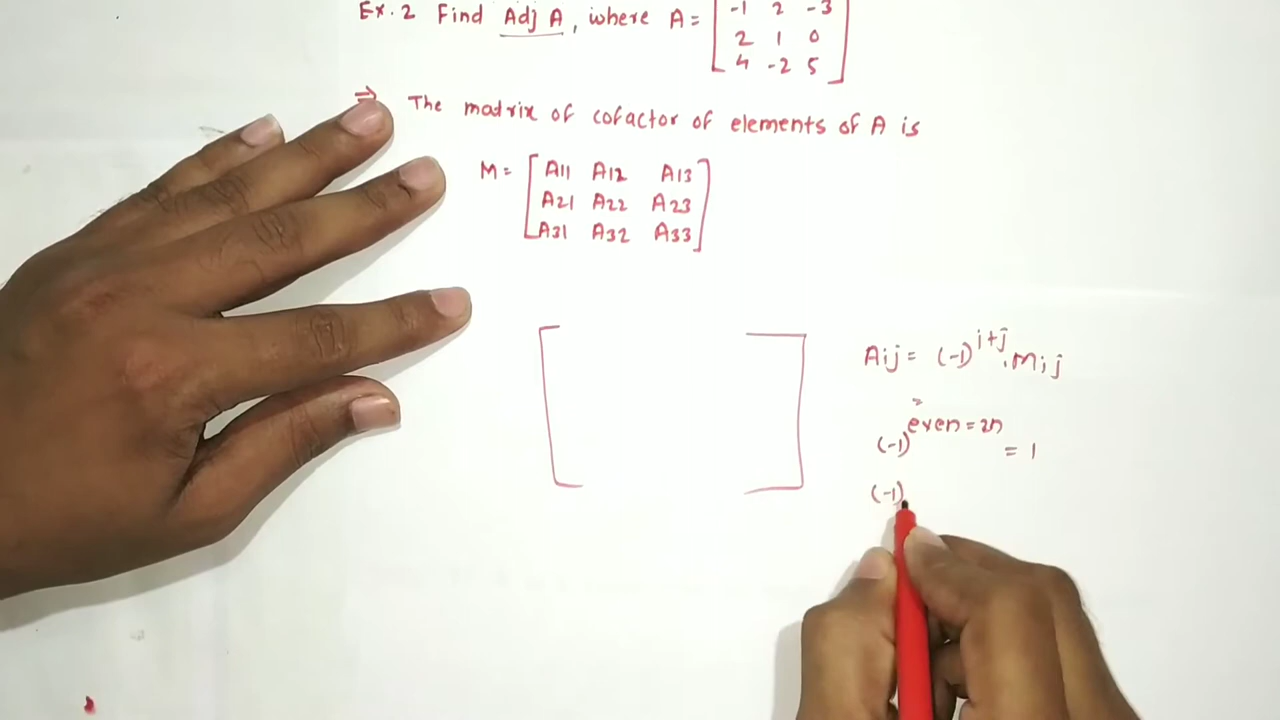 Ex. 2 Find Adj A, where A = [ -1 2 -3
2 1 0
4 -2 5 ]
⇒ The matrix of cofactor of elements of A is
M = [ A11 A12 A13
A21 A22 A23
A31 A32 A33 ]
Aij = (-1)^i+j . Mij
=
(-1)^even = 2n = 1
(-1)